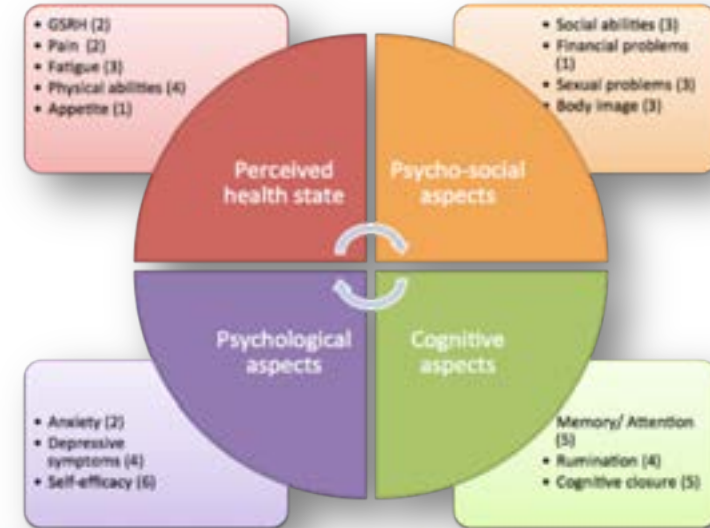 • GSRH (2)
• Pain (2)
• Fatigue (3)
• Physical abilities (4)
• Appetite (1)
• Social abilities (3)
• Financial problems
(1)
• Sexual problems (3)
• Body image (3)
Perceived
health state
Psycho-social
aspects
Psychological
aspects
Cognitive
aspects
• Anxiety (2)
• Depressive
symptoms (4)
• Self-efficacy (6)
Memory/ Attention
(5)
• Rumination (4)
• Cognitive closure (5)